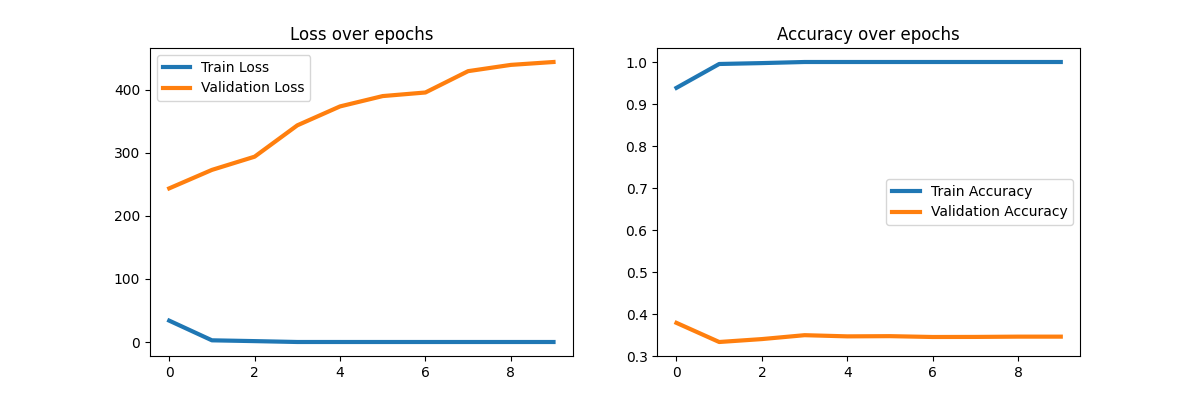 Loss over epochs
Train Loss
Validation Loss
400
300
200
100
0
0 2 4 6 8
Accuracy over epochs
1.0
0.9
0.8
0.7
0.6
0.5
0.4
0.3
Train Accuracy
Validation Accuracy
0 2 4 6 8